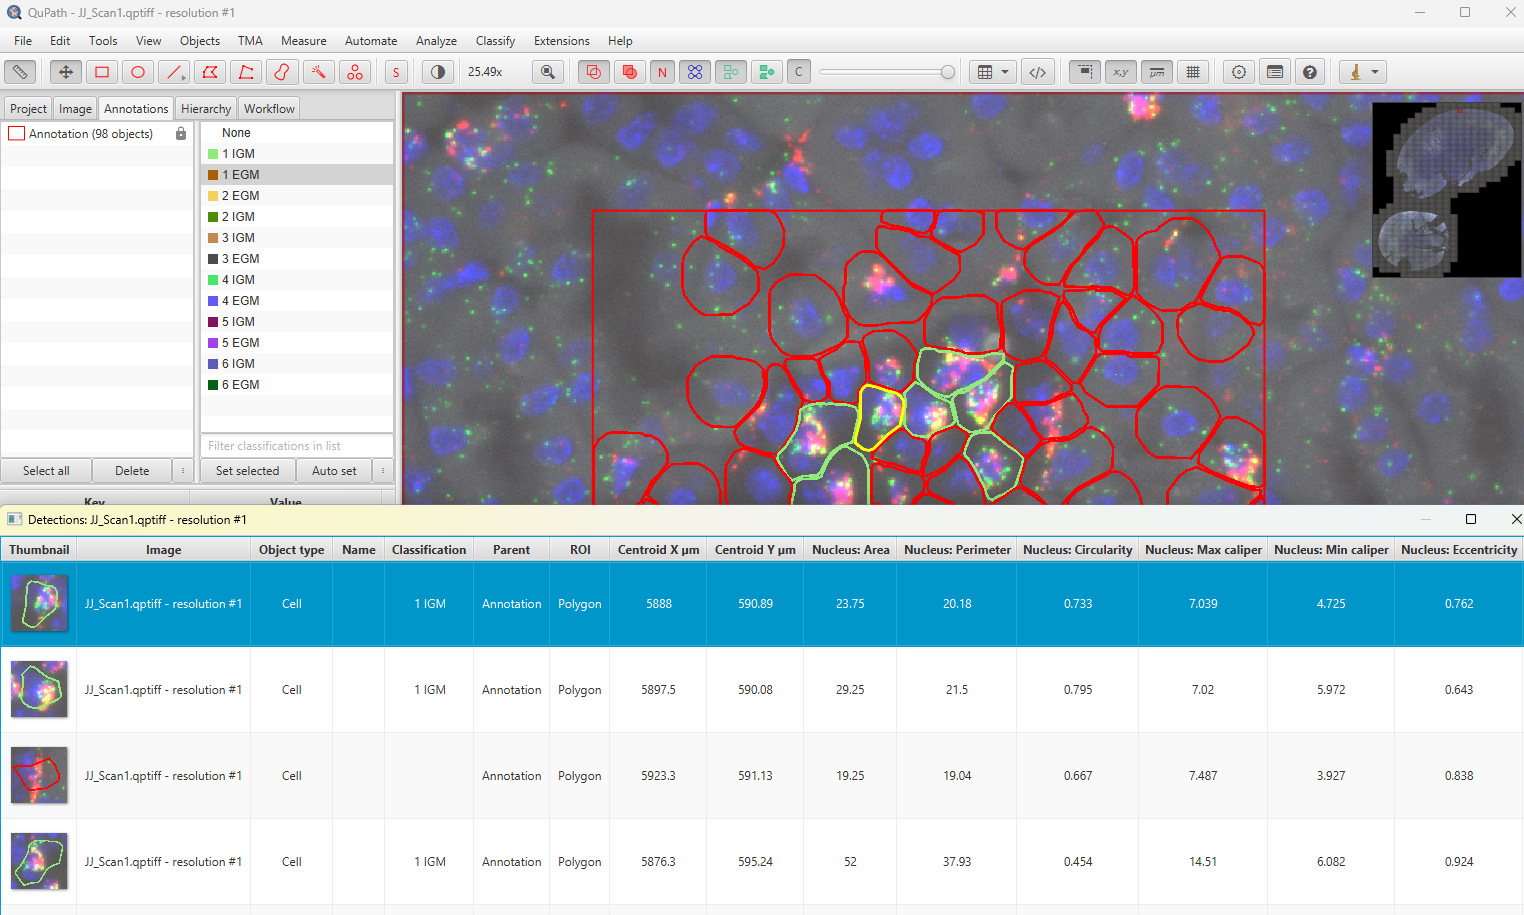 QuPath - JJ_Scan1.qptiff - resolution #1
File Edit Tools View Objects TMA Measure Automate Analyze Classify Extensions Help
S 25.49x N C </> x,y μm
Project Image Annotations Hierarchy Workflow
Annotation (98 objects)
None
1 IGM
1 EGM
2 EGM
2 IGM
3 IGM
3 EGM
4 IGM
4 EGM
5 IGM
5 EGM
6 IGM
6 EGM
Filter classifications in list
Select all Delete Set selected Auto set
Key Value
Detections: JJ_Scan1.qptiff - resolution #1
Thumbnail Image Object type Name Classification Parent ROI Centroid X μm Centroid Y μm Nucleus: Area Nucleus: Perimeter Nucleus: Circularity Nucleus: Max caliper Nucleus: Min caliper Nucleus: Eccentricity
JJ_Scan1.qptiff - resolution #1 Cell 1 IGM Annotation Polygon 5888 590.89 23.75 20.18 0.733 7.039 4.725 0.762
JJ_Scan1.qptiff - resolution #1 Cell 1 IGM Annotation Polygon 5897.5 590.08 29.25 21.5 0.795 7.02 5.972 0.643
JJ_Scan1.qptiff - resolution #1 Cell Annotation Polygon 5923.3 591.13 19.25 19.04 0.667 7.487 3.927 0.838
JJ_Scan1.qptiff - resolution #1 Cell 1 IGM Annotation Polygon 5876.3 595.24 52 37.93 0.454 14.51 6.082 0.924